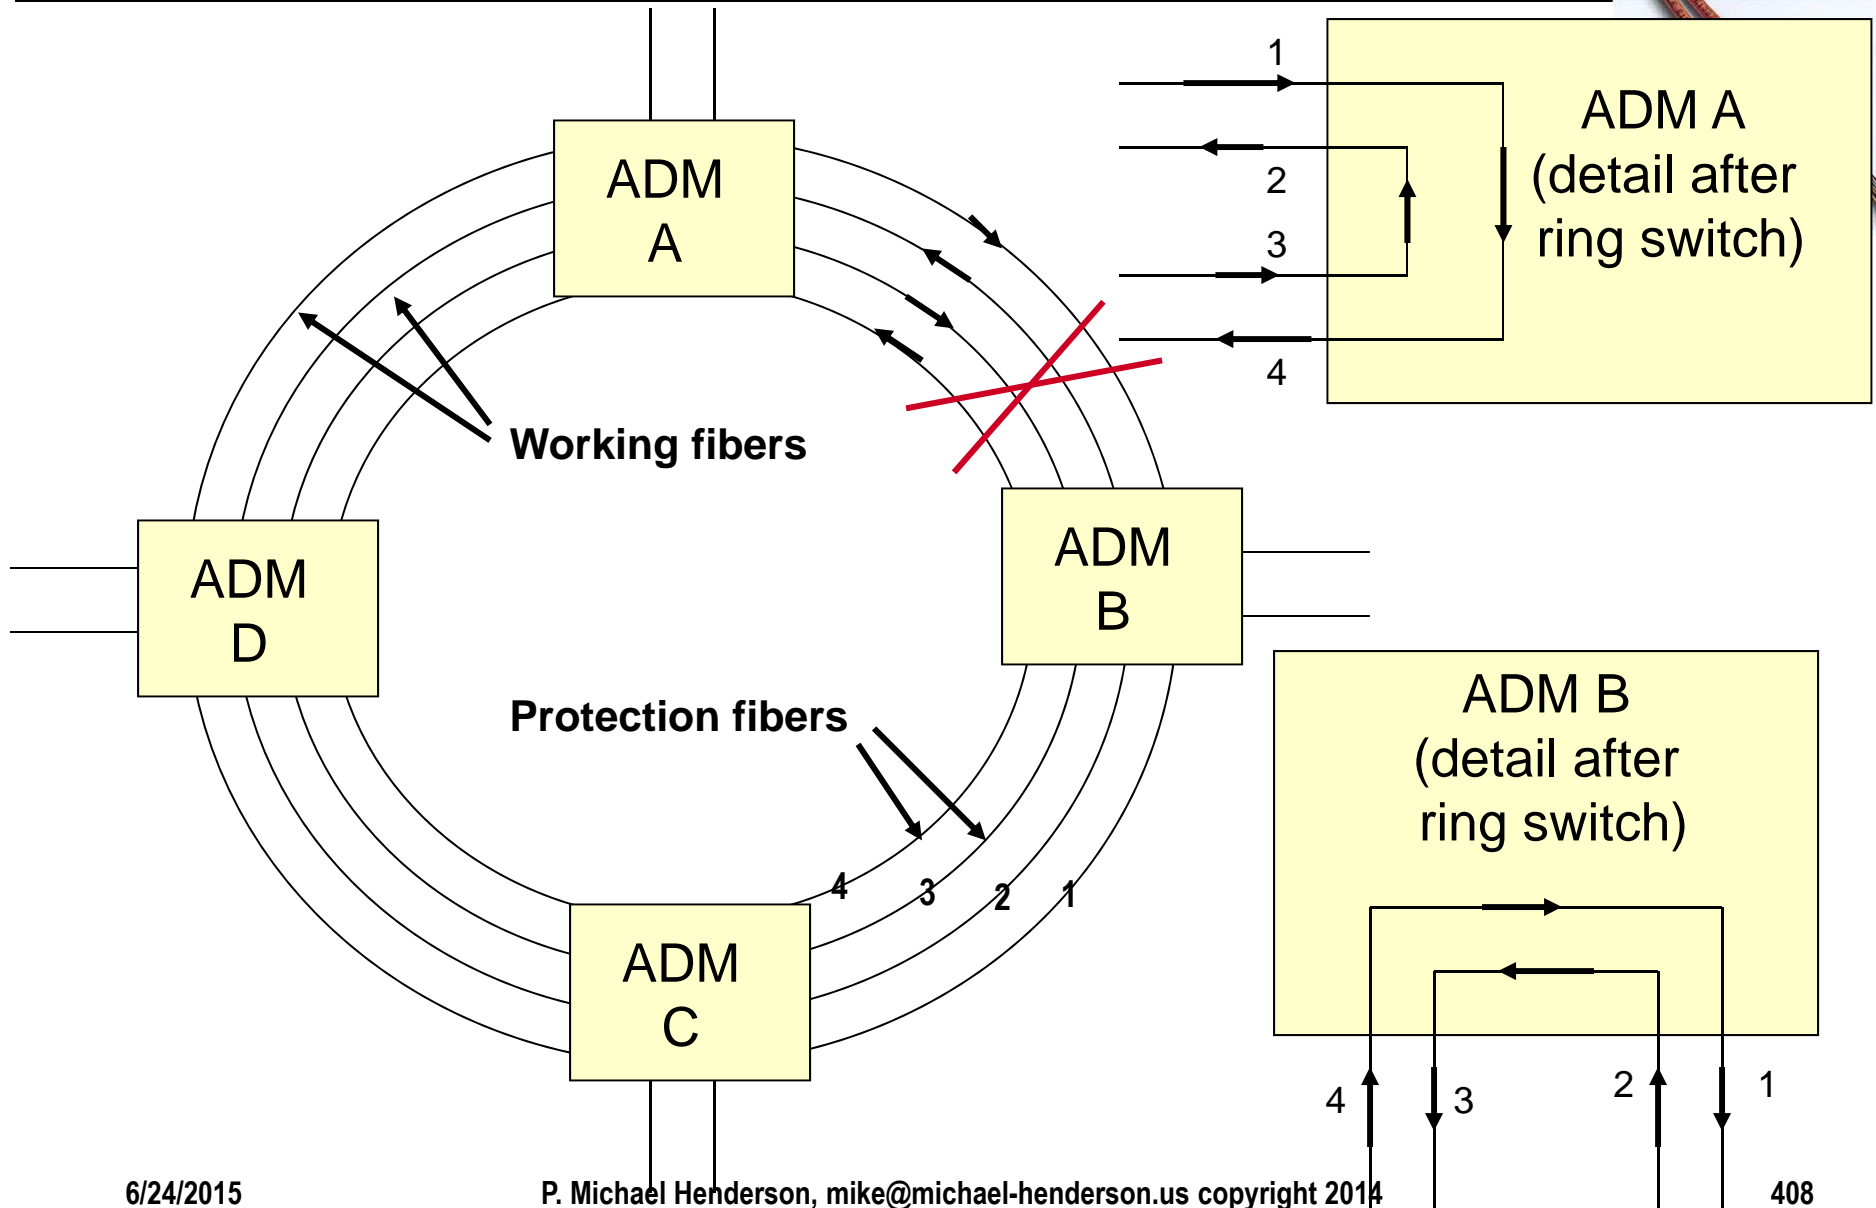 1
2
3
4
ADM A
(detail after
ring switch)
ADM
A
Working fibers
ADM
D
ADM
B
Protection fibers
4 3 2 1
ADM
C
ADM B
(detail after
ring switch)
4 3 2 1
6/24/2015 P. Michael Henderson, mike@michael-henderson.us copyright 2014 408